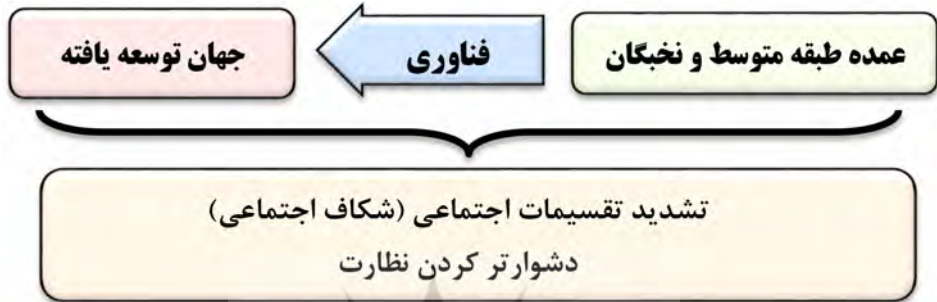 عمده طبقه متوسط و نخبگان
فناوری
جهان توسعه یافته
تشدید تقسیمات اجتماعی (شکاف اجتماعی)
دشوارتر کردن نظارت